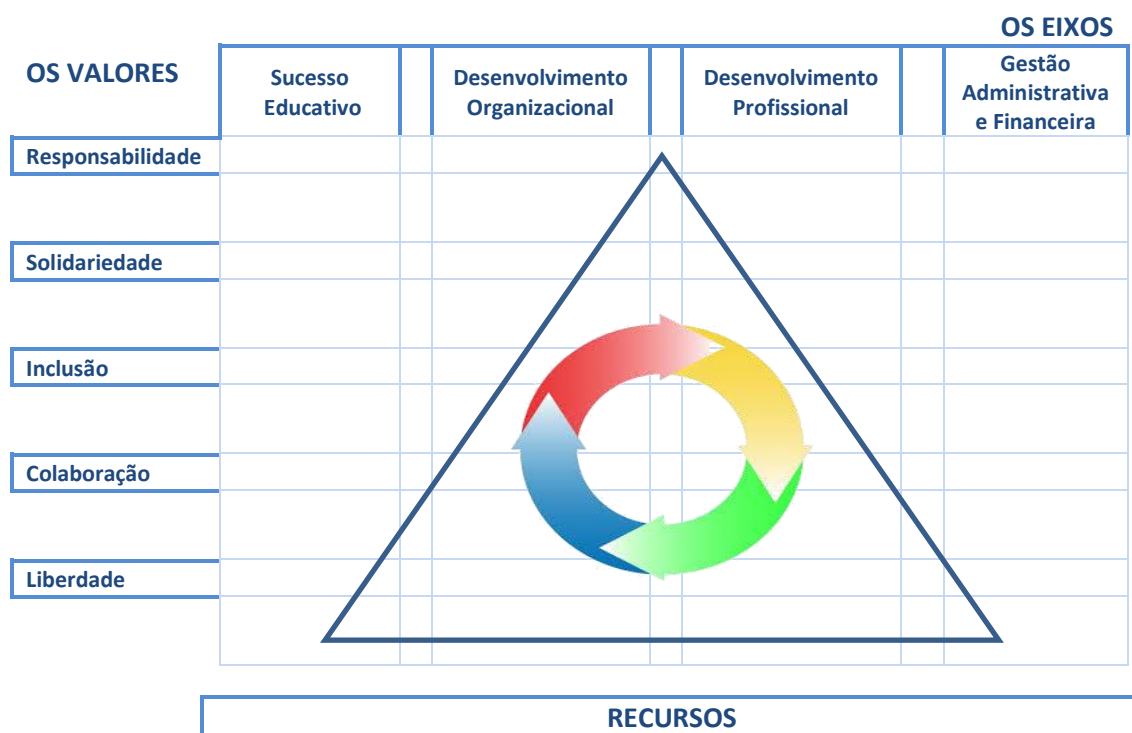 OS EIXOS
OS VALORES
Sucesso
Educativo
Desenvolvimento
Organizacional
Desenvolvimento
Profissional
Gestão
Administrativa
e Financeira
Responsabilidade
Solidariedade
Inclusão
Colaboração
Liberdade
RECURSOS